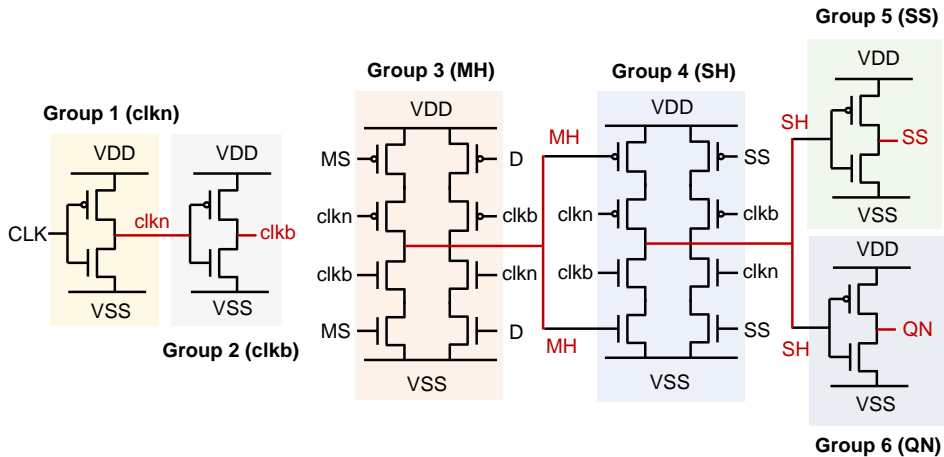 Group 1 (clkn)
VDD
CLK
clkn
VSS
VDD
clkb
VSS
Group 2 (clkb)
Group 3 (MH)
VDD
MS
D
clkn
clkb
clkb
clkn
MS
D
VSS
MH
MH
Group 4 (SH)
VDD
SS
clkn
clkb
clkb
clkn
SS
VSS
Group 5 (SS)
VDD
SH
SS
VSS
VDD
QN
SH
VSS
Group 6 (QN)